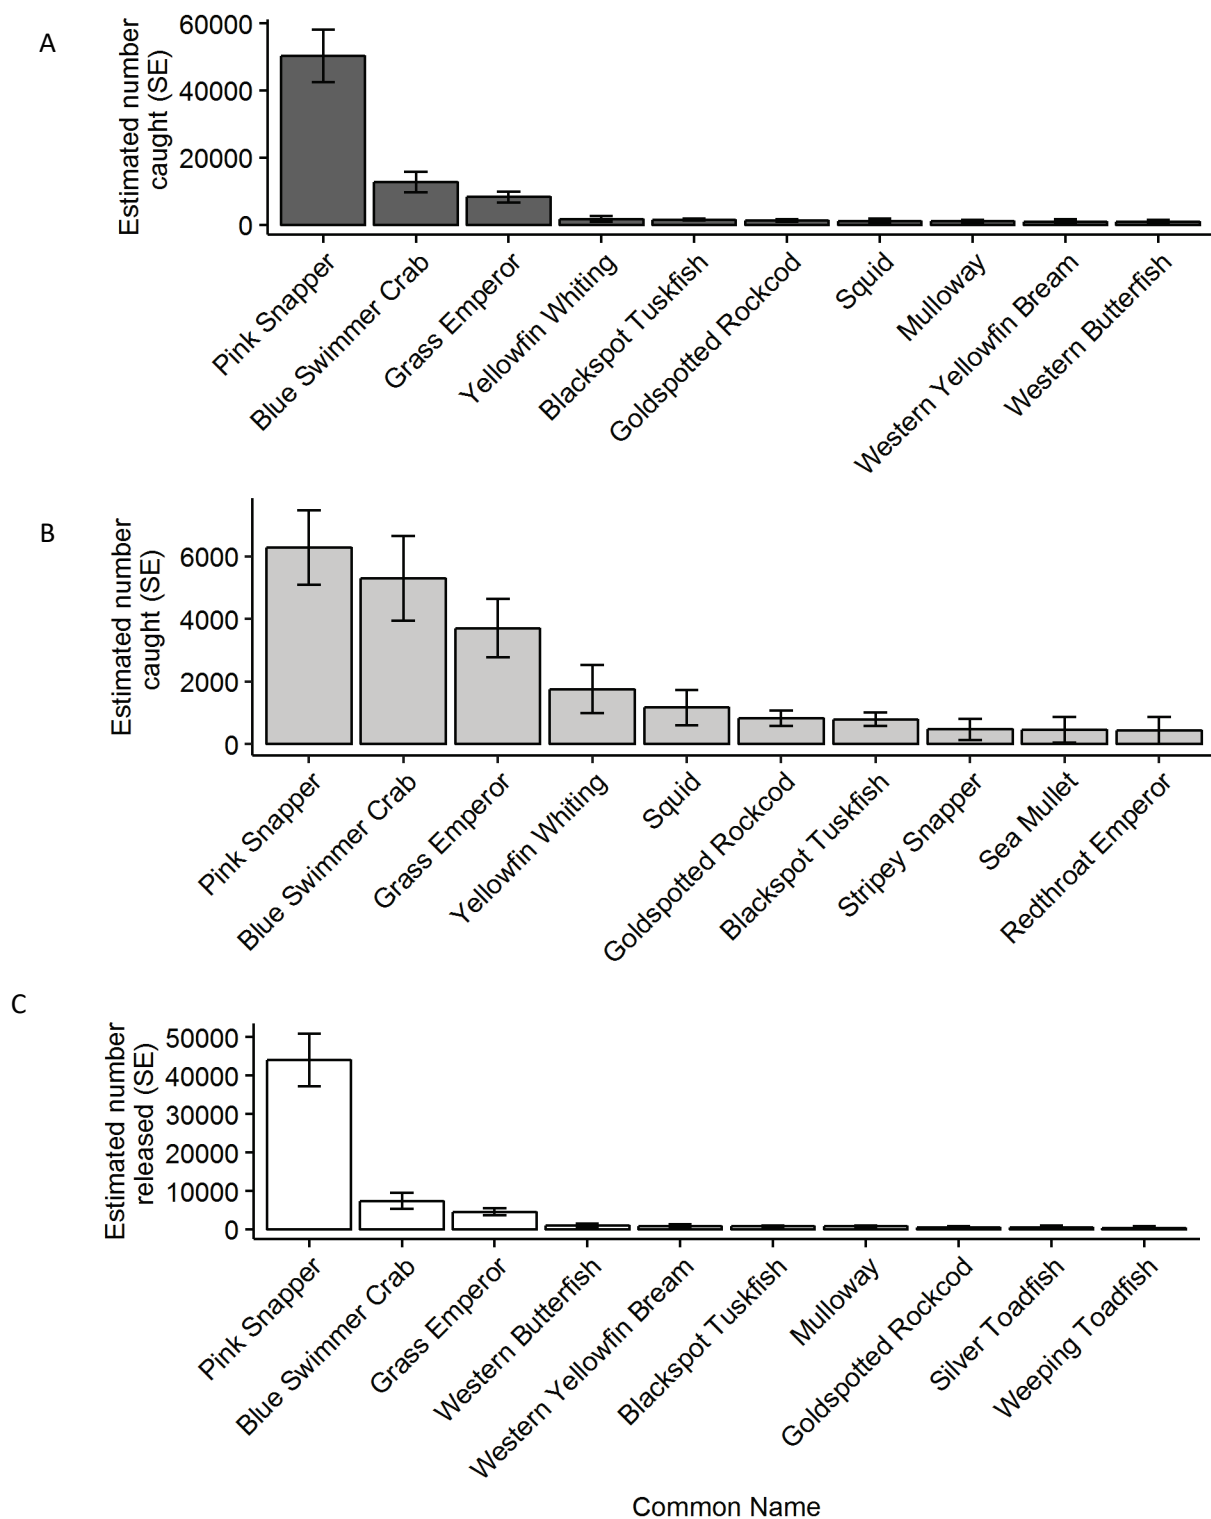 A
Estimated number
caught (SE)
60000
40000
20000
0
Pink Snapper
Blue Swimmer Crab
Grass Emperor
Yellowfin Whiting
Blackspot Tuskfish
Goldspotted Rockcod
Squid
Mulloway
Western Yellowfin Bream
Western Butterfish
B
Estimated number
caught (SE)
6000
4000
2000
0
Pink Snapper
Blue Swimmer Crab
Grass Emperor
Yellowfin Whiting
Squid
Goldspotted Rockcod
Blackspot Tuskfish
Stripey Snapper
Sea Mullet
Redthroat Emperor
C
Estimated number
released (SE)
50000
40000
30000
20000
10000
0
Pink Snapper
Blue Swimmer Crab
Grass Emperor
Western Butterfish
Western Yellowfin Bream
Blackspot Tuskfish
Mulloway
Goldspotted Rockcod
Silver Toadfish
Weeping Toadfish
Common Name